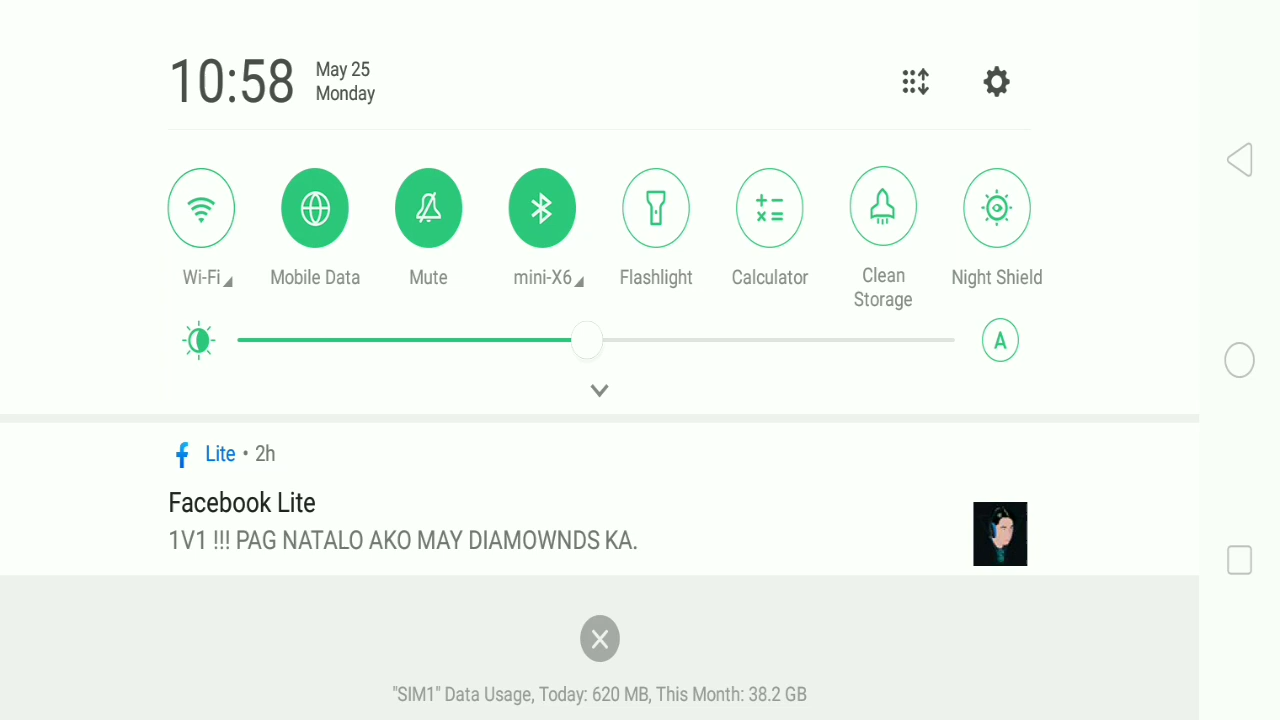 10:58
May 25
Monday
Wi-Fi
Mobile Data
Mute
mini-X6
Flashlight
Calculator
Clean
Storage
Night Shield
A
Lite • 2h
Facebook Lite
1V1 !!! PAG NATALO AKO MAY DIAMOWNDS KA.
"SIM1" Data Usage, Today: 620 MB, This Month: 38.2 GB